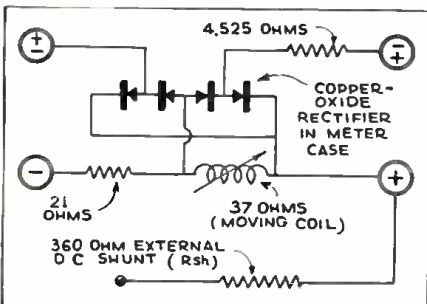 4,525 OHMS
±
∓
COPPER-
OXIDE
RECTIFIER
IN METER
CASE
−
+
21
OHMS
37 OHMS
(MOVING COIL)
360 OHM EXTERNAL
D C SHUNT (Rsh)